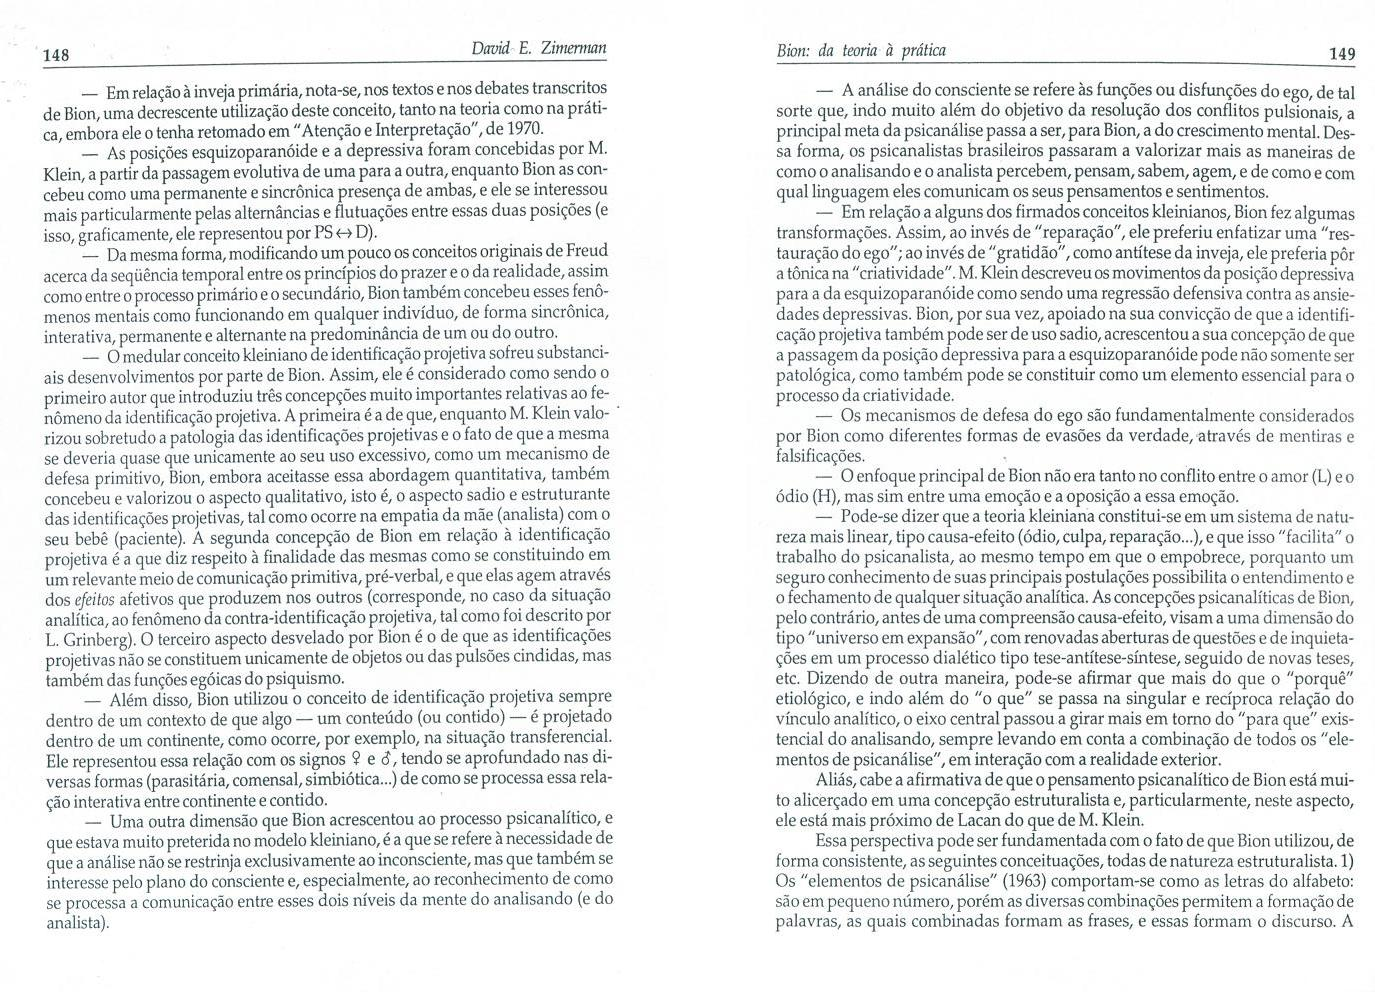 148
David E. Zimerman
— Em relação à inveja primária, nota-se, nos textos e nos debates transcritos
de Bion, uma decrescente utilização deste conceito, tanto na teoria como na práti-
ca, embora ele o tenha retomado em "Atenção e Interpretação", de 1970.
— As posições esquizoparanóide e a depressiva foram concebidas por M.
Klein, a partir da passagem evolutiva de uma para a outra, enquanto Bion as con-
cebeu como uma permanente e sincrônica presença de ambas, e ele se interessou
mais particularmente pelas alternâncias e flutuações entre essas duas posições (e
isso, graficamente, ele representou por PS ↔ D).
— Da mesma forma, modificando um pouco os conceitos originais de Freud
acerca da seqüência temporal entre os princípios do prazer e o da realidade, assim
como entre o processo primário e o secundário, Bion também concebeu esses fenô-
menos mentais como funcionando em qualquer indivíduo, de forma sincrônica,
interativa, permanente e alternante na predominância de um ou do outro.
— O medular conceito kleiniano de identificação projetiva sofreu substanci-
ais desenvolvimentos por parte de Bion. Assim, ele é considerado como sendo o
primeiro autor que introduziu três concepções muito importantes relativas ao fe-
nômeno da identificação projetiva. A primeira é a de que, enquanto M. Klein valo-
rizou sobretudo a patologia das identificações projetivas e o fato de que a mesma
se deveria quase que unicamente ao seu uso excessivo, como um mecanismo de
defesa primitivo, Bion, embora aceitasse essa abordagem quantitativa, também
concebeu e valorizou o aspecto qualitativo, isto é, o aspecto sadio e estruturante
das identificações projetivas, tal como ocorre na empatia da mãe (analista) com o
seu bebê (paciente). A segunda concepção de Bion em relação à identificação
projetiva é a que diz respeito à finalidade das mesmas como se constituindo em
um relevante meio de comunicação primitiva, pré-verbal, e que elas agem através
dos efeitos afetivos que produzem nos outros (corresponde, no caso da situação
analítica, ao fenômeno da contra-identificação projetiva, tal como foi descrito por
L. Grinberg). O terceiro aspecto desvelado por Bion é o de que as identificações
projetivas não se constituem unicamente de objetos ou das pulsões cindidas, mas
também das funções egóicas do psiquismo.
— Além disso, Bion utilizou o conceito de identificação projetiva sempre
dentro de um contexto de que algo — um conteúdo (ou contido) — é projetado
dentro de um continente, como ocorre, por exemplo, na situação transferencial.
Ele representou essa relação com os signos ♀ e ♂, tendo se aprofundado nas di-
versas formas (parasitária, comensal, simbiótica...) de como se processa essa rela-
ção interativa entre continente e contido.
— Uma outra dimensão que Bion acrescentou ao processo psicanalítico, e
que estava muito preterida no modelo kleiniano, é a que se refere à necessidade de
que a análise não se restrinja exclusivamente ao inconsciente, mas que também se
interesse pelo plano do consciente e, especialmente, ao reconhecimento de como
se processa a comunicação entre esses dois níveis da mente do analisando (e do
analista).
Bion: da teoria à prática
149
— A análise do consciente se refere às funções ou disfunções do ego, de tal
sorte que, indo muito além do objetivo da resolução dos conflitos pulsionais, a
principal meta da psicanálise passa a ser, para Bion, a do crescimento mental. Des-
sa forma, os psicanalistas brasileiros passaram a valorizar mais as maneiras de
como o analisando e o analista percebem, pensam, sabem, agem, e de como e com
qual linguagem eles comunicam os seus pensamentos e sentimentos.
— Em relação a alguns dos firmados conceitos kleinianos, Bion fez algumas
transformações. Assim, ao invés de "reparação", ele preferiu enfatizar uma "res-
tauração do ego"; ao invés de "gratidão", como antítese da inveja, ele preferia pôr
a tônica na "criatividade". M. Klein descreveu os movimentos da posição depressiva
para a da esquizoparanóide como sendo uma regressão defensiva contra as ansie-
dades depressivas. Bion, por sua vez, apoiado na sua convicção de que a identifi-
cação projetiva também pode ser de uso sadio, acrescentou a sua concepção de que
a passagem da posição depressiva para a esquizoparanóide pode não somente ser
patológica, como também pode se constituir como um elemento essencial para o
processo da criatividade.
— Os mecanismos de defesa do ego são fundamentalmente considerados
por Bion como diferentes formas de evasões da verdade, através de mentiras e
falsificações.
— O enfoque principal de Bion não era tanto no conflito entre o amor (L) e o
ódio (H), mas sim entre uma emoção e a oposição a essa emoção.
— Pode-se dizer que a teoria kleiniana constitui-se em um sistema de natu-
reza mais linear, tipo causa-efeito (ódio, culpa, reparação...), e que isso "facilita" o
trabalho do psicanalista, ao mesmo tempo em que o empobrece, porquanto um
seguro conhecimento de suas principais postulações possibilita o entendimento e
o fechamento de qualquer situação analítica. As concepções psicanalíticas de Bion,
pelo contrário, antes de uma compreensão causa-efeito, visam a uma dimensão do
tipo "universo em expansão", com renovadas aberturas de questões e de inquieta-
ções em um processo dialético tipo tese-antítese-síntese, seguido de novas teses,
etc. Dizendo de outra maneira, pode-se afirmar que mais do que o "porquê"
etiológico, e indo além do "o que" se passa na singular e recíproca relação do
vínculo analítico, o eixo central passou a girar mais em torno do "para que" exis-
tencial do analisando, sempre levando em conta a combinação de todos os "ele-
mentos de psicanálise", em interação com a realidade exterior.
Aliás, cabe a afirmativa de que o pensamento psicanalítico de Bion está mui-
to alicerçado em uma concepção estruturalista e, particularmente, neste aspecto,
ele está mais próximo de Lacan do que de M. Klein.
Essa perspectiva pode ser fundamentada com o fato de que Bion utilizou, de
forma consistente, as seguintes conceituações, todas de natureza estruturalista. 1)
Os "elementos de psicanálise" (1963) comportam-se como as letras do alfabeto:
são em pequeno número, porém as diversas combinações permitem a formação de
palavras, as quais combinadas formam as frases, e essas formam o discurso. A